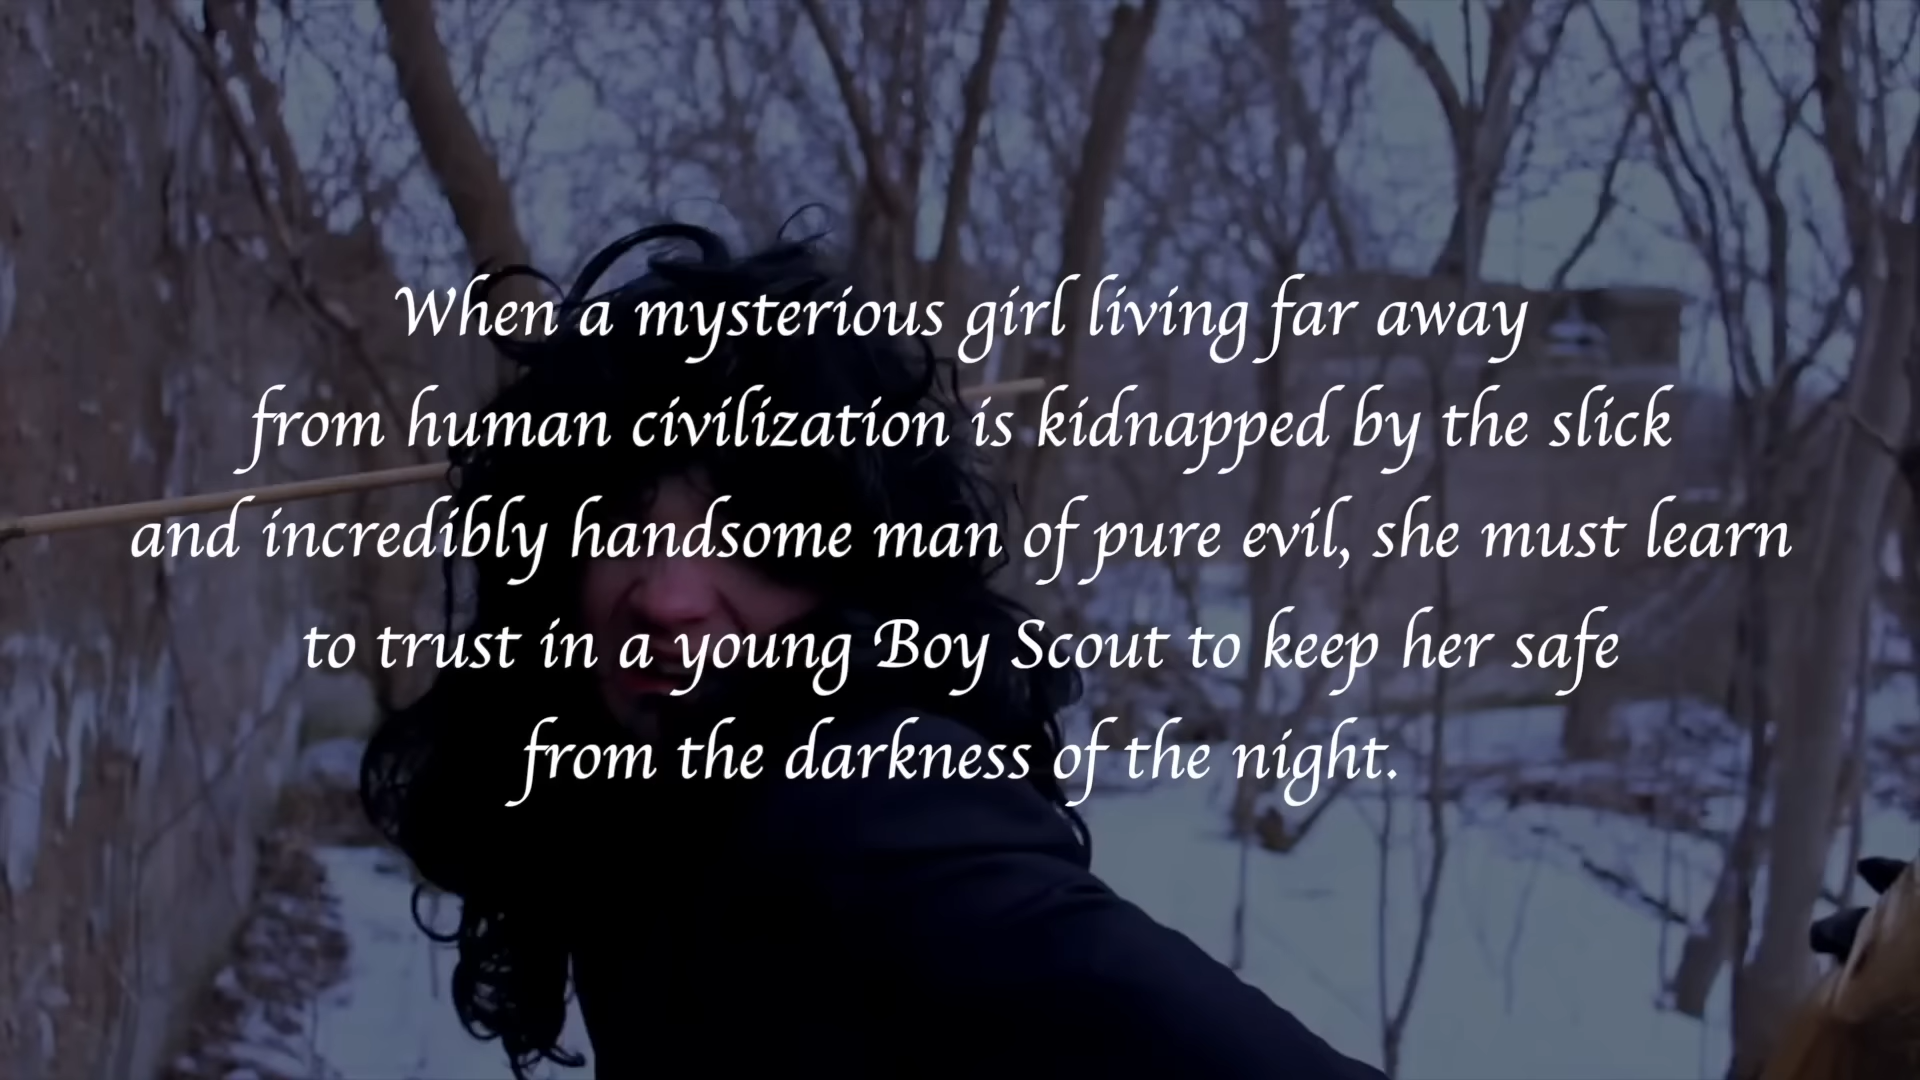 When a mysterious girl living far away
from human civilization is kidnapped by the slick
and incredibly handsome man of pure evil, she must learn
to trust in a young Boy Scout to keep her safe
from the darkness of the night.